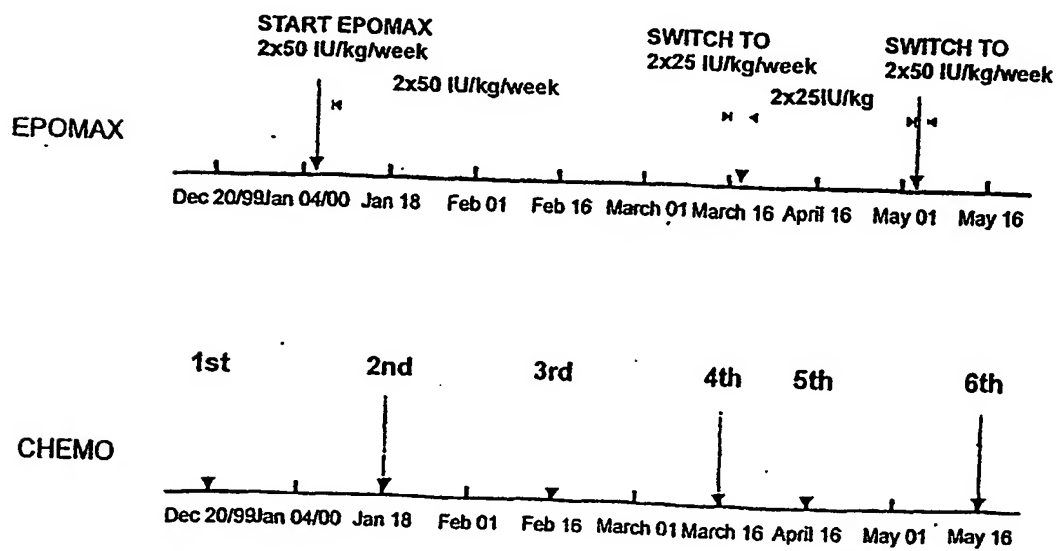 START EPOMAX
2x50 IU/kg/week
2x50 IU/kg/week
SWITCH TO
2x25 IU/kg/week
2x25IU/kg
SWITCH TO
2x50 IU/kg/week
EPOMAX
Dec 20/99Jan 04/00 Jan 18 Feb 01 Feb 16 March 01 March 16 April 16 May 01 May 16
1st 2nd 3rd 4th 5th 6th
CHEMO
Dec 20/99Jan 04/00 Jan 18 Feb 01 Feb 16 March 01 March 16 April 16 May 01 May 16